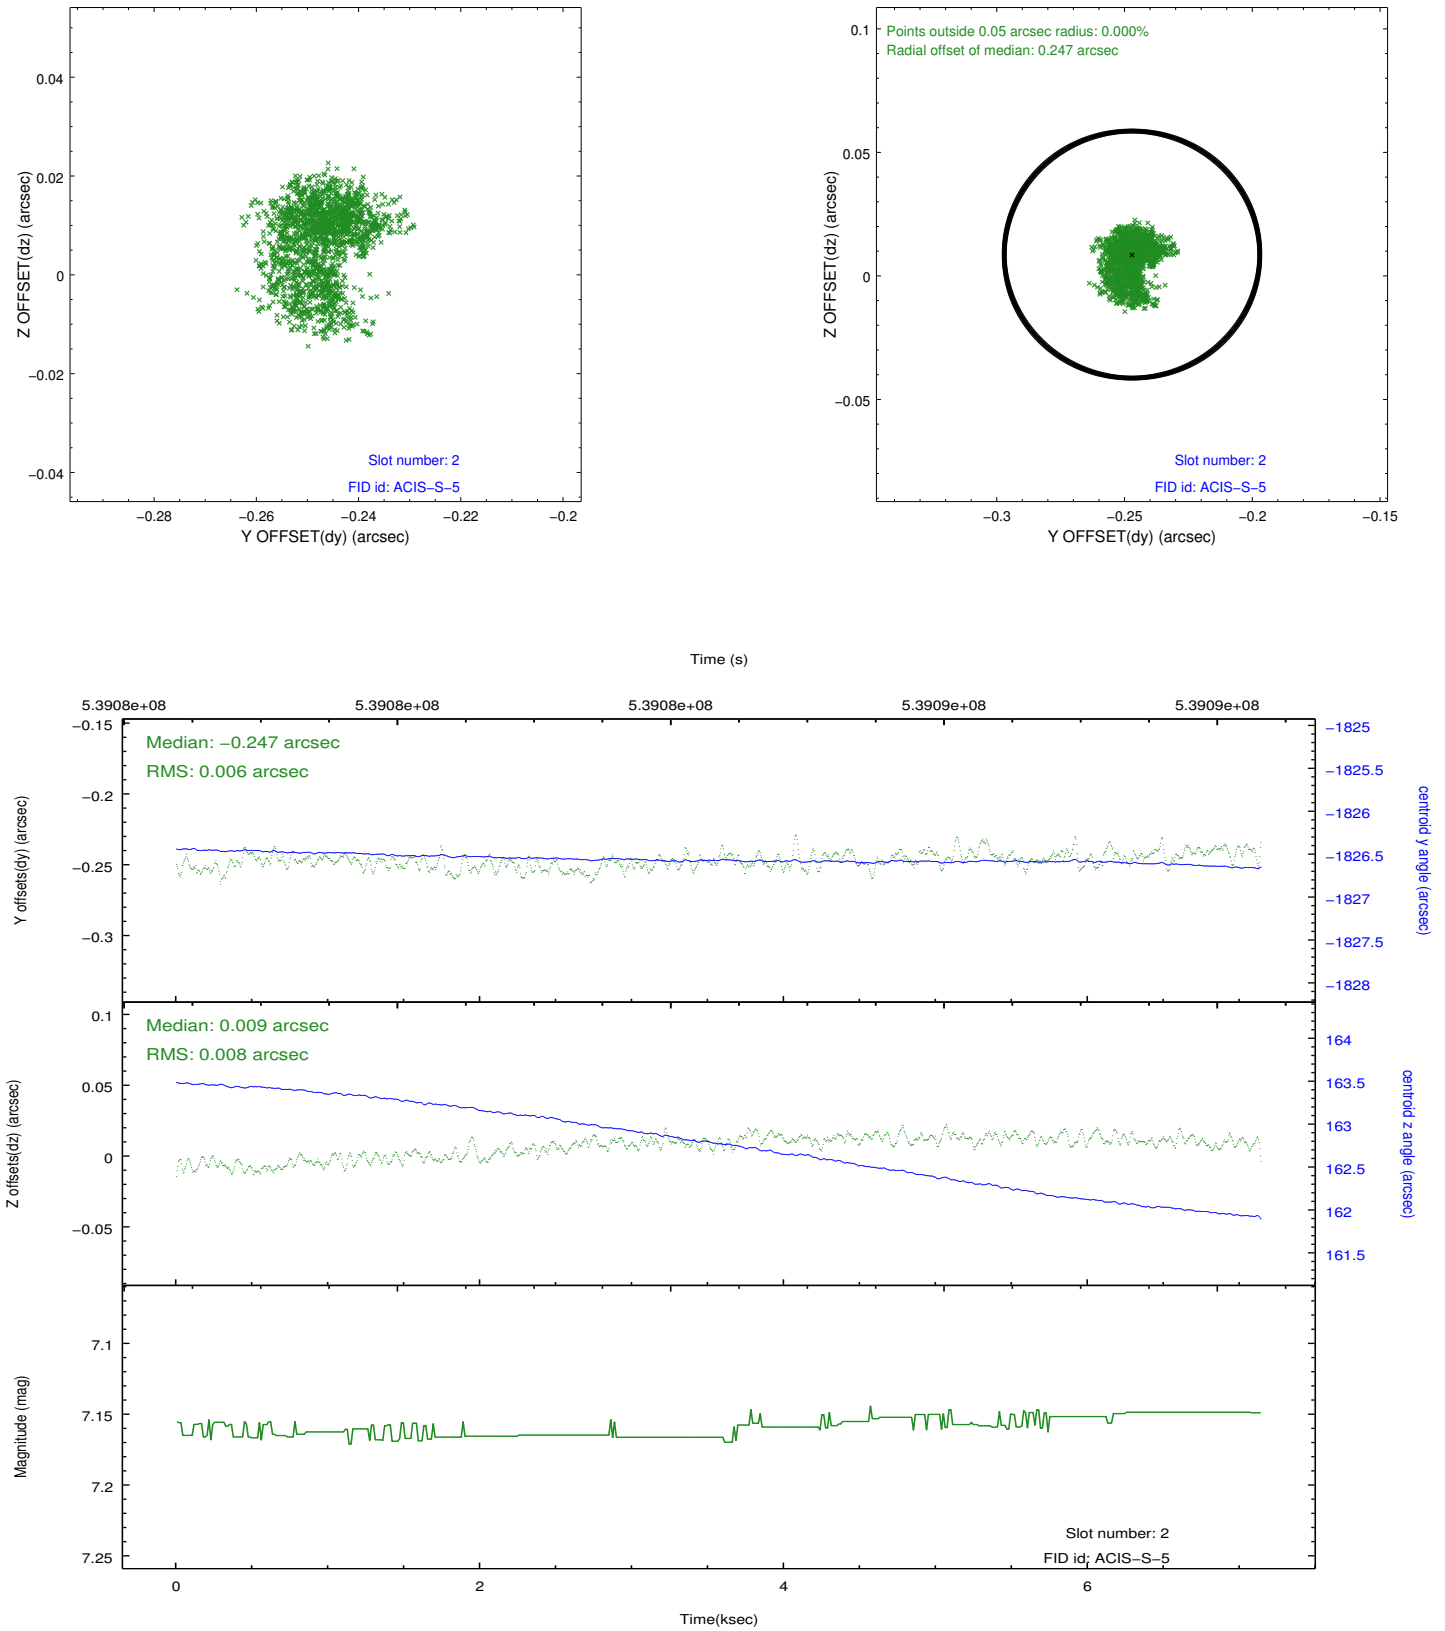 0.04
0.02
0
−0.02
−0.04
Z OFFSET(dz) (arcsec)
Slot number: 2
FID id: ACIS−S−5
−0.28
−0.26
−0.24
−0.22
−0.2
Y OFFSET(dy) (arcsec)
Points outside 0.05 arcsec radius: 0.000%
Radial offset of median: 0.247 arcsec
0.1
0.05
0
−0.05
Z OFFSET(dz) (arcsec)
Slot number: 2
FID id: ACIS−S−5
−0.3
−0.25
−0.2
−0.15
Y OFFSET(dy) (arcsec)
Time (s)
5.3908e+08
5.3908e+08
5.3908e+08
5.3909e+08
5.3909e+08
Median: −0.247 arcsec
RMS: 0.006 arcsec
−0.15
−0.2
−0.25
−0.3
Y offsets(dy) (arcsec)
−1825
−1825.5
−1826
−1826.5
−1827
−1827.5
−1828
centroid y angle (arcsec)
Median: 0.009 arcsec
RMS: 0.008 arcsec
0.1
0.05
0
−0.05
Z offsets(dz) (arcsec)
164
163.5
163
162.5
162
161.5
centroid z angle (arcsec)
7.1
7.15
7.2
7.25
Magnitude (mag)
Slot number: 2
FID id: ACIS−S−5
0
2
4
6
Time(ksec)